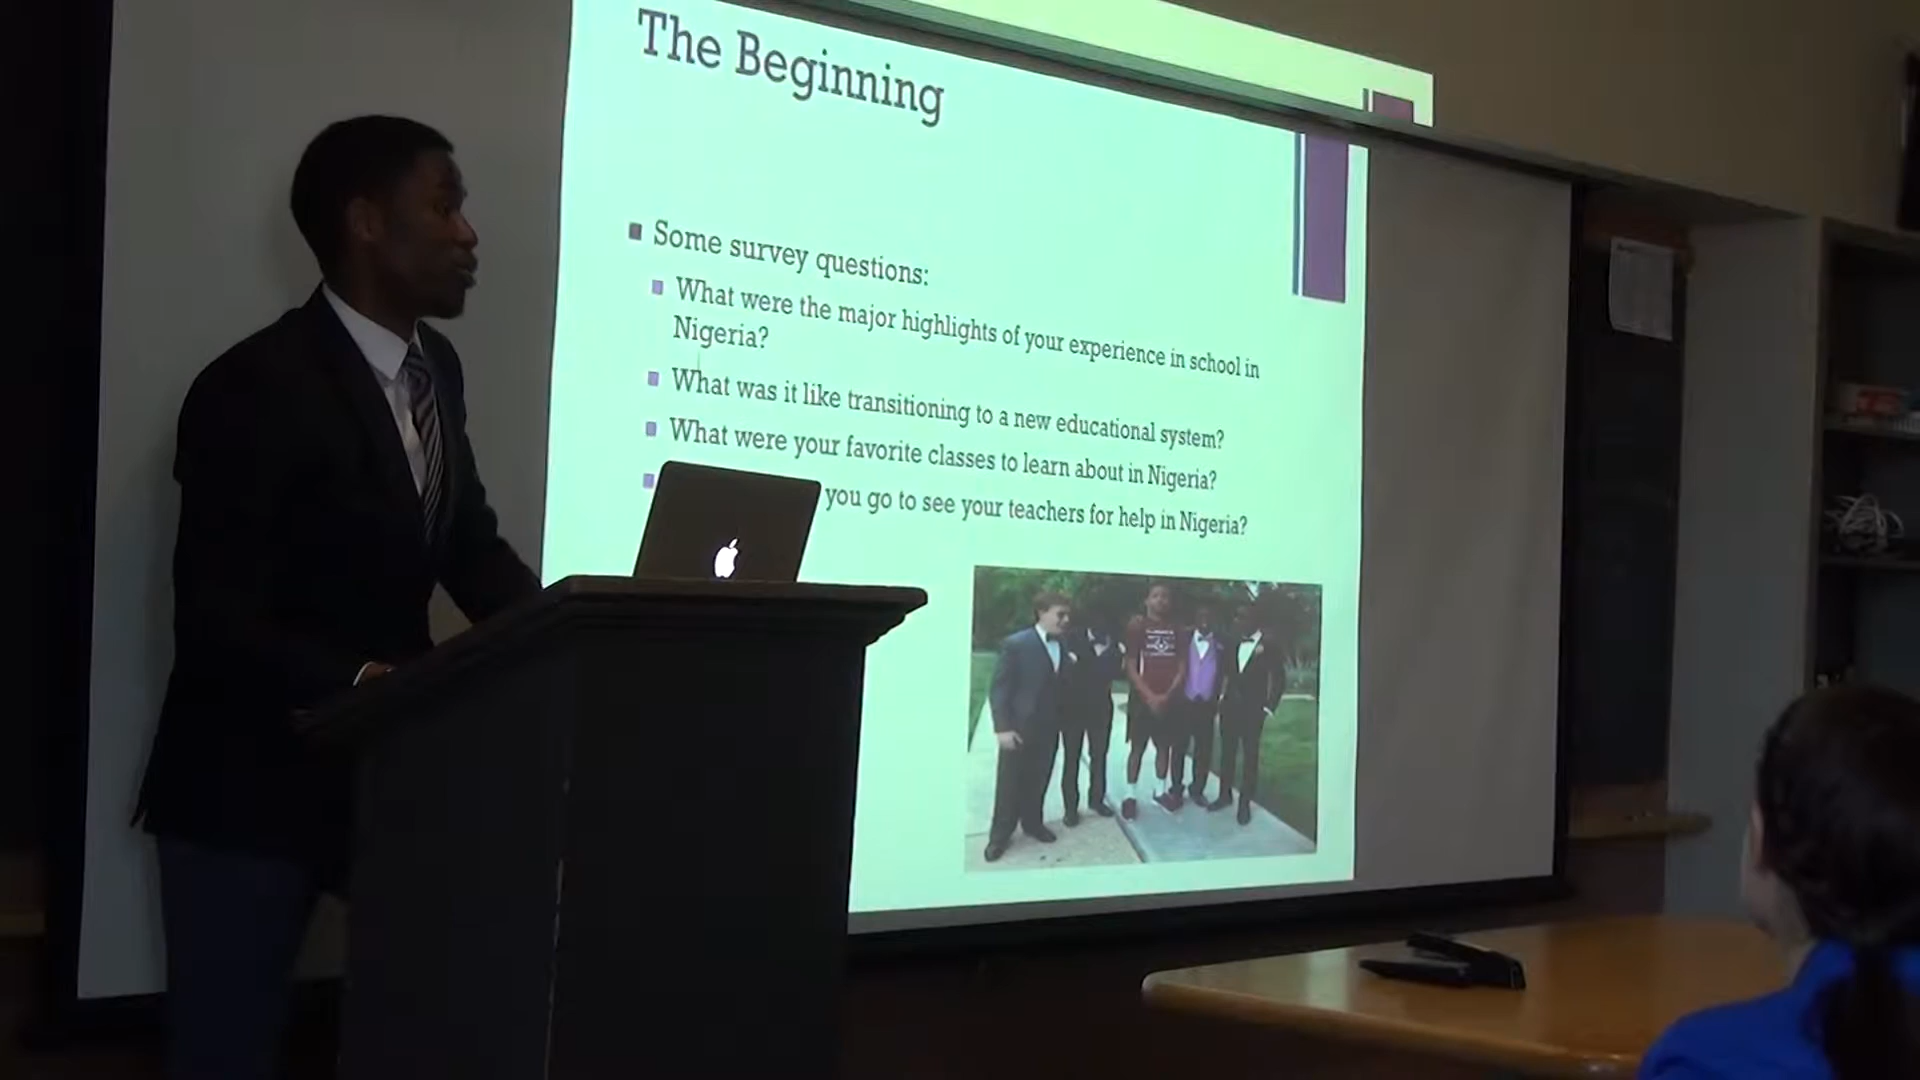 The Beginning
Some survey questions:
What were the major highlights of your experience in school in
Nigeria?
What was it like transitioning to a new educational system?
What were your favorite classes to learn about in Nigeria?
you go to see your teachers for help in Nigeria?